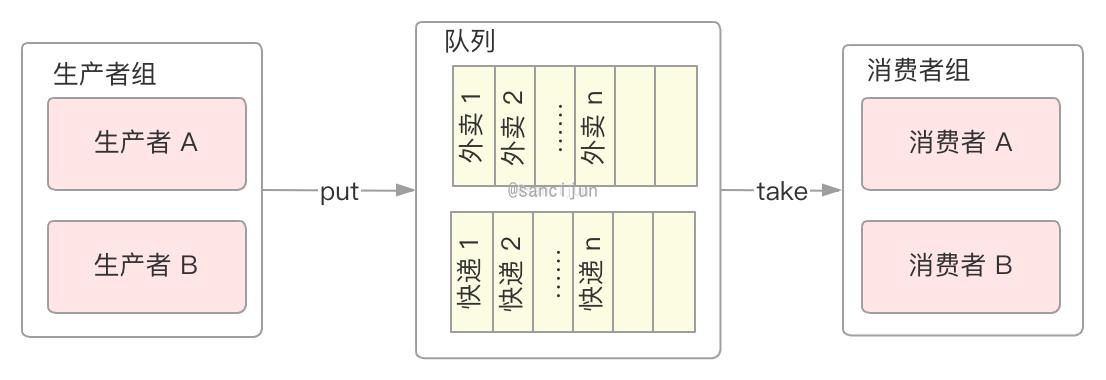 生产者组
生产者 A
生产者 B
put
队列
外卖 1
外卖 2
……
外卖 n
@sancijun
快递 1
快递 2
……
快递 n
take
消费者组
消费者 A
消费者 B